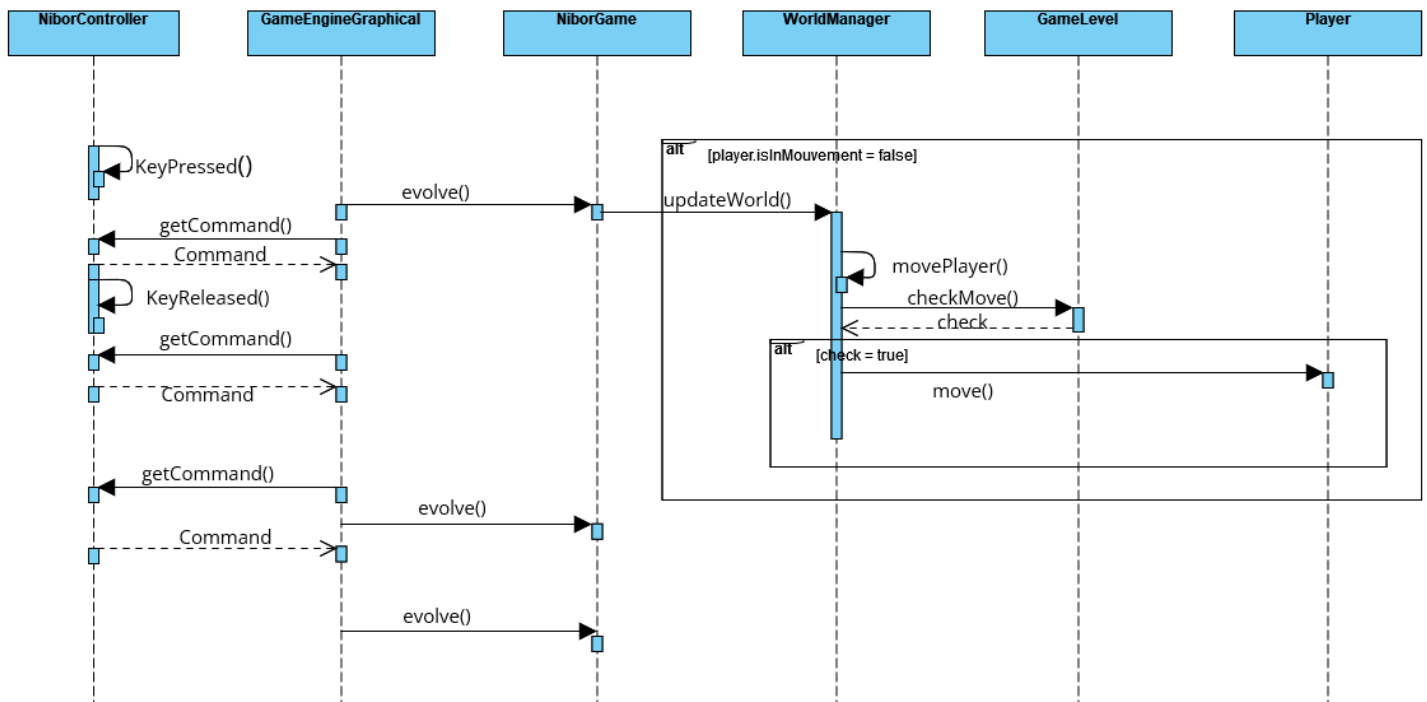 NiborController
GameEngineGraphical
NiborGame
WorldManager
GameLevel
Player
alt
[player.isInMouvement = false]
KeyPressed()
evolve()
updateWorld()
getCommand()
Command
movePlayer()
KeyReleased()
checkMove()
check
getCommand()
alt
[check = true]
Command
move()
getCommand()
evolve()
Command
evolve()